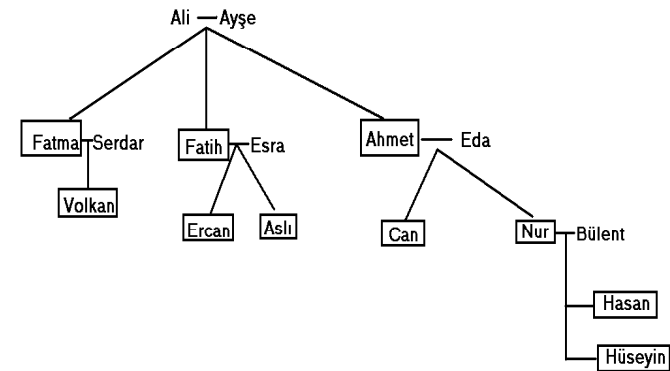 Ali Ayşe
Fatma Serdar
Fatih Esra
Ahmet Eda
Volkan
Ercan
Aslı
Can
Nur Bülent
Hasan
Hüseyin